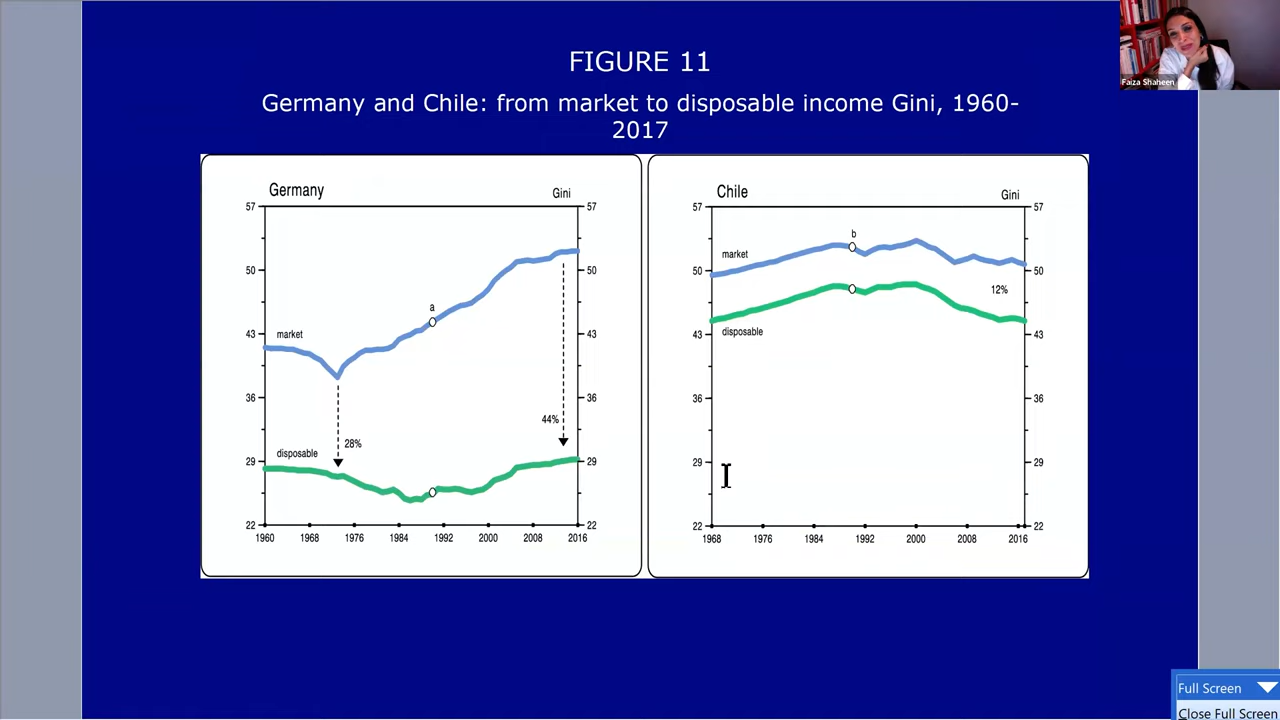 FIGURE 11
Germany and Chile: from market to disposable income Gini, 1960-
2017
Faiza Shaheen
Germany
Gini
57
57
50
50
43
43
36
36
29
29
22
22
market
a
disposable
28%
44%
1960 1968 1976 1984 1992 2000 2008 2016
Chile
Gini
57
57
50
50
43
43
36
36
29
29
22
22
market
b
12%
disposable
1968 1976 1984 1992 2000 2008 2016
Full Screen
Close Full Screen